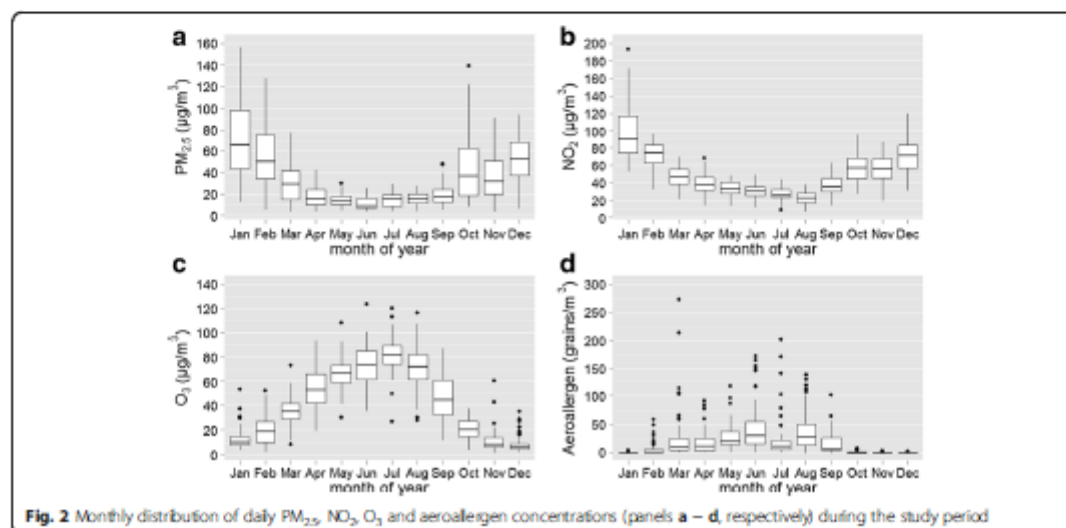 a
b
160
140
120
100
80
60
40
20
0
PM2.5 (µg/m3)
Jan Feb Mar Apr May Jun Jul Aug Sep Oct Nov Dec
month of year
200
180
160
140
120
100
80
60
40
20
0
NO2 (µg/m3)
Jan Feb Mar Apr May Jun Jul Aug Sep Oct Nov Dec
month of year
c
d
140
120
100
80
60
40
20
0
O3 (µg/m3)
Jan Feb Mar Apr May Jun Jul Aug Sep Oct Nov Dec
month of year
300
250
200
150
100
50
0
Aeroallergen (grains/m3)
Jan Feb Mar Apr May Jun Jul Aug Sep Oct Nov Dec
month of year
Fig. 2 Monthly distribution of daily PM2.5, NO2, O3 and aeroallergen concentrations (panels a – d, respectively) during the study period